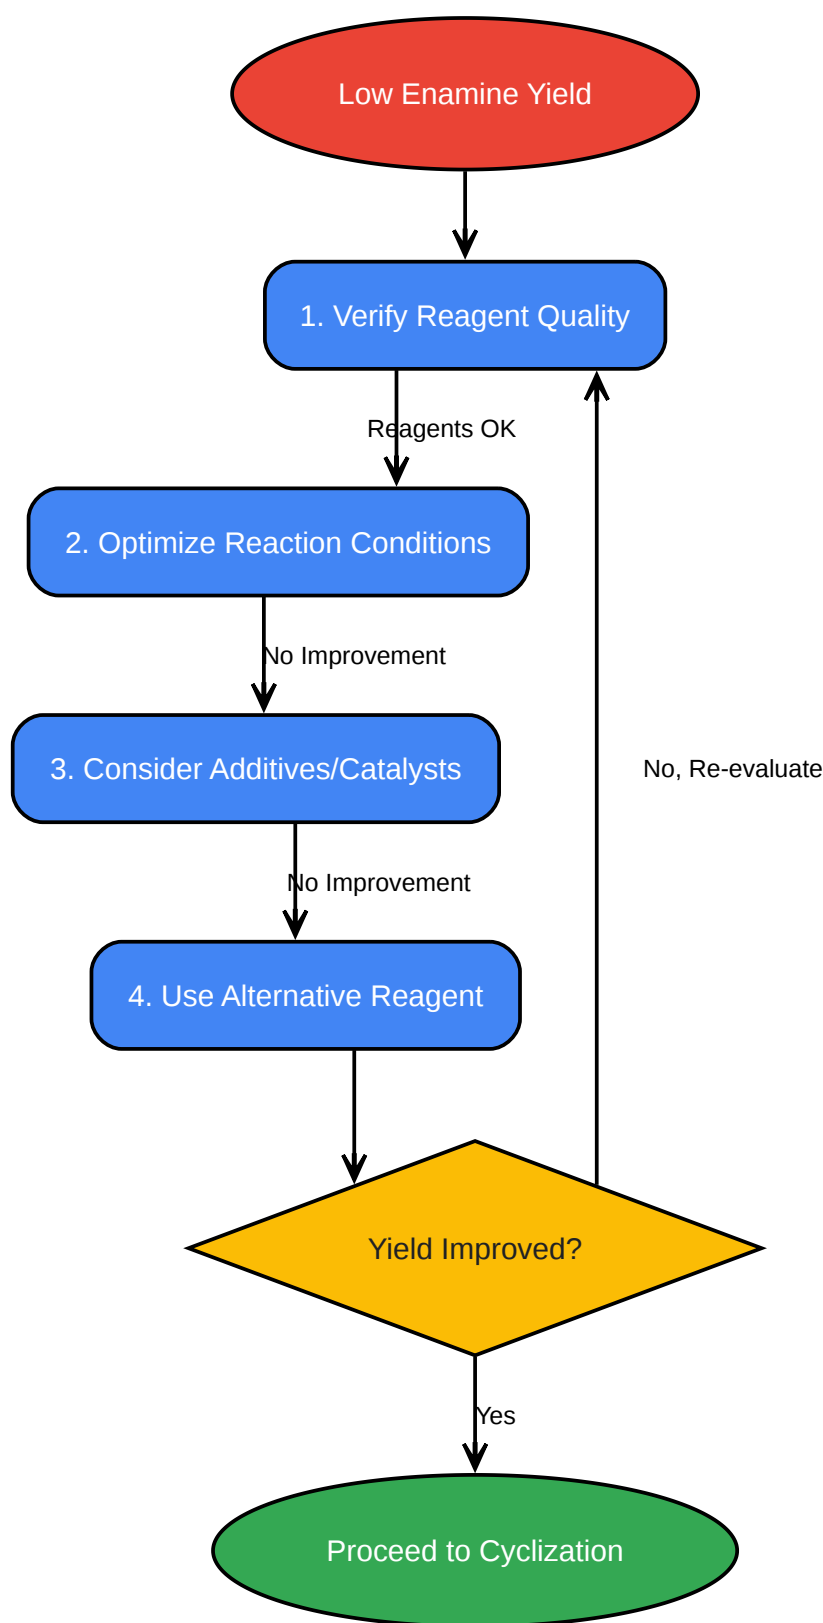 Low Enamine Yield
1. Verify Reagent Quality
Reagents OK
2. Optimize Reaction Conditions
No Improvement
3. Consider Additives/Catalysts
No, Re-evaluate
No Improvement
4. Use Alternative Reagent
Yield Improved?
Yes
Proceed to Cyclization